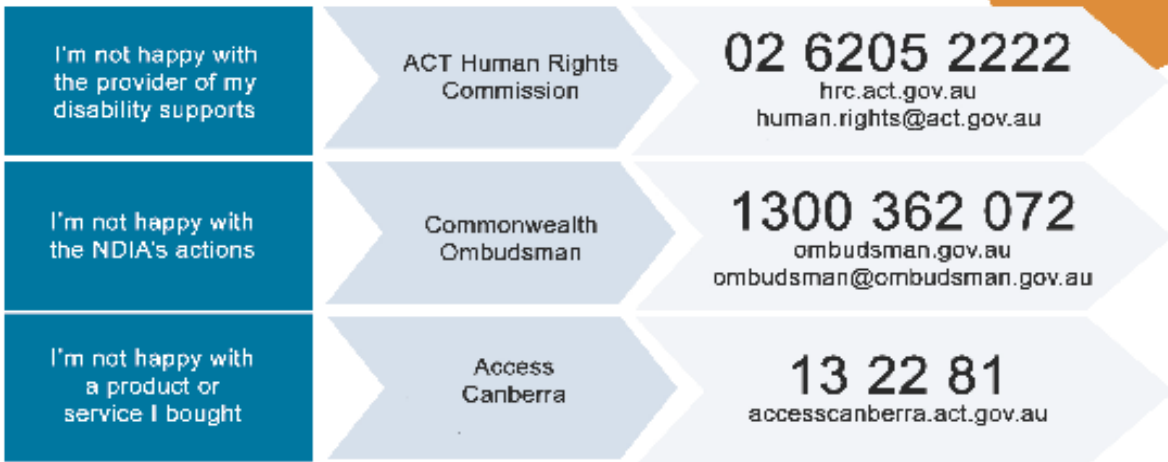 I'm not happy with
the provider of my
disability supports
ACT Human Rights
Commission
02 6205 2222
hrc.act.gov.au
human.rights@act.gov.au
I'm not happy with
the NDIA's actions
Commonwealth
Ombudsman
1300 362 072
ombudsman.gov.au
ombudsman@ombudsman.gov.au
I'm not happy with
a product or
service I bought
Access
Canberra
13 22 81
accesscanberra.act.gov.au